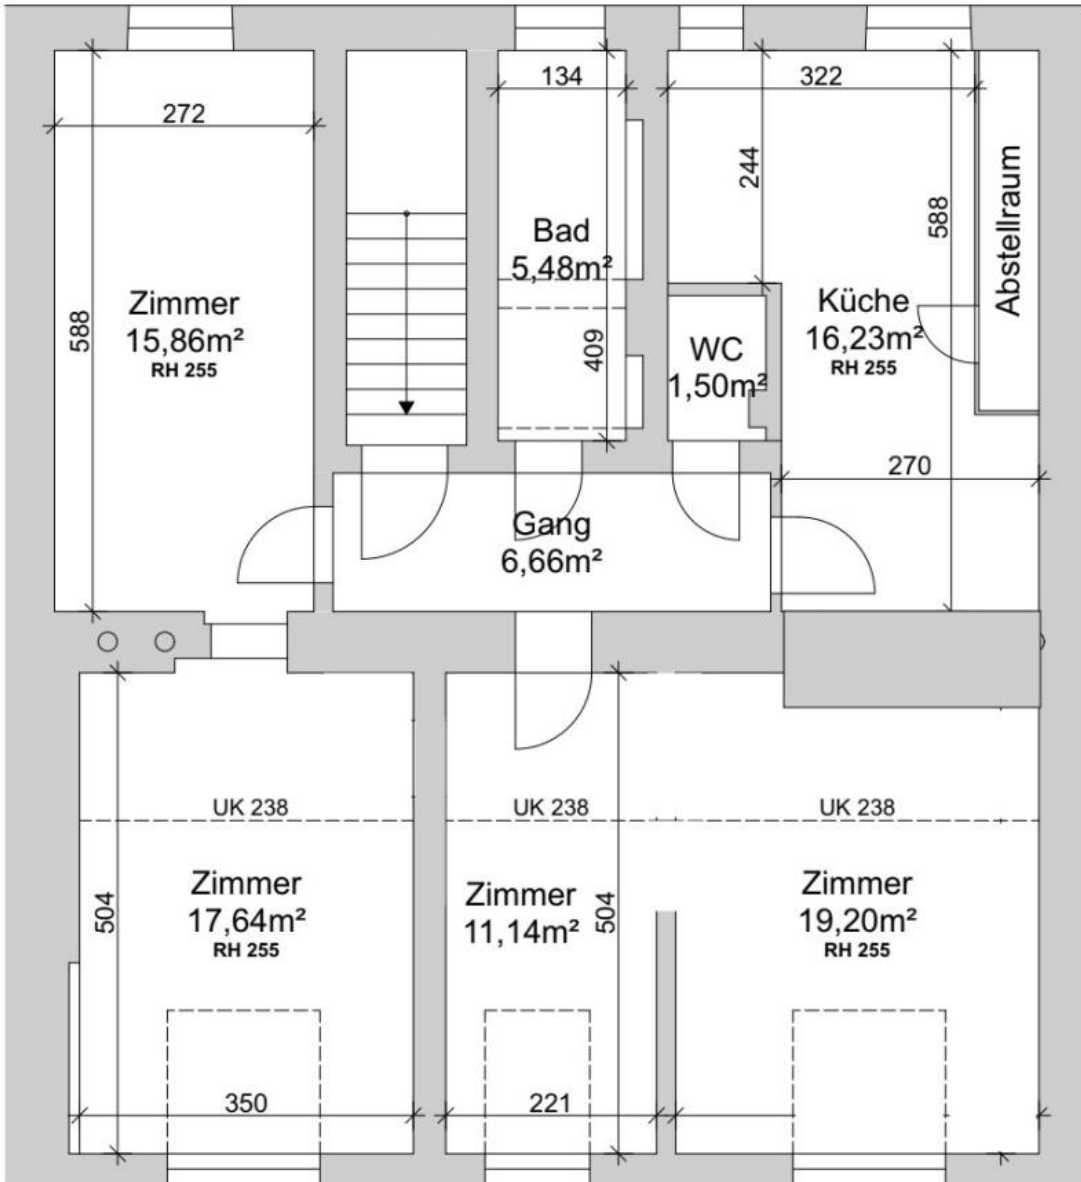 134
322
272
244
588
Abstellraum
Bad
5,48m²
Zimmer
15,86m²
RH 255
588
409
Küche
16,23m²
RH 255
WC
1,50m²
270
Gang
6,66m²
UK 238
UK 238
UK 238
Zimmer
17,64m²
RH 255
504
Zimmer
11,14m²
504
Zimmer
19,20m²
RH 255
350
221